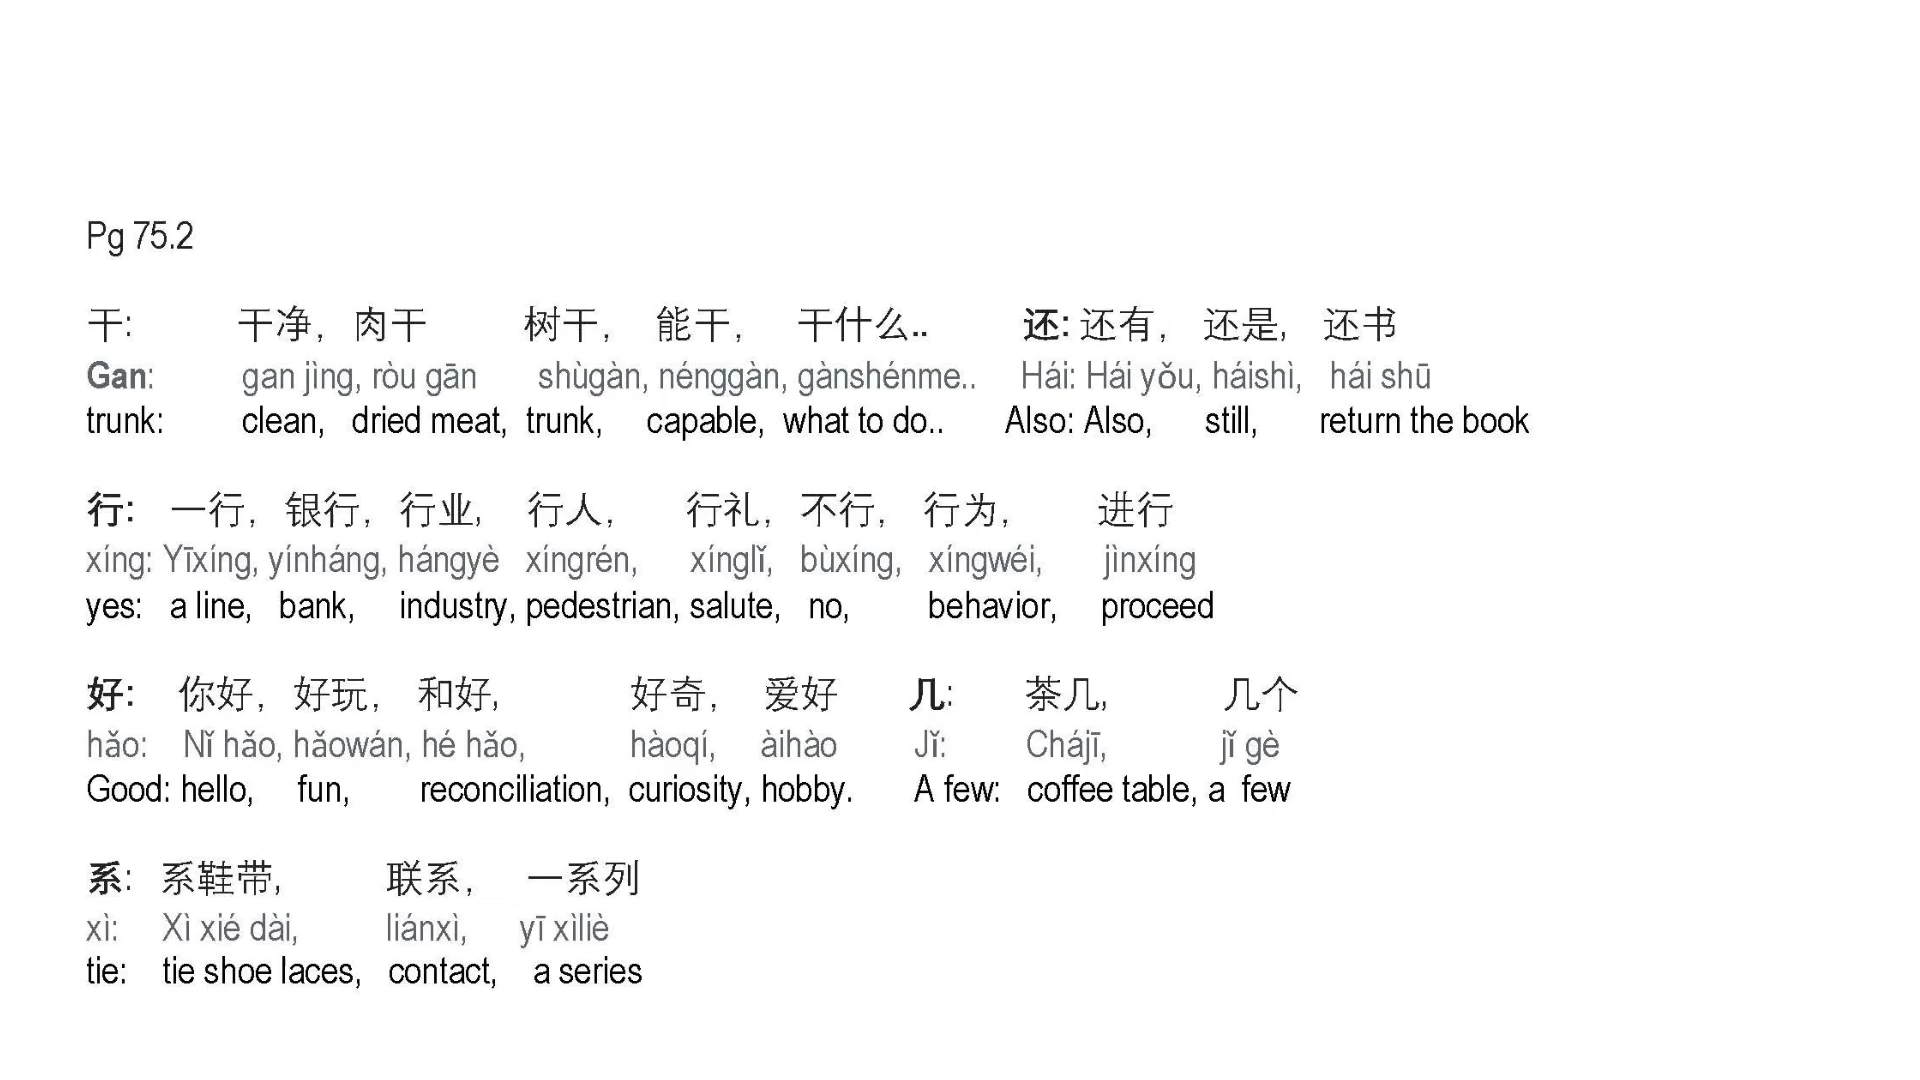 Pg 75.2
干: 干净, 肉干 树干, 能干, 干什么.. 还: 还有, 还是, 还书
Gan: gan jìng, ròu gān shùgàn, nénggàn, gànshénme.. Hái: Hái yǒu, háishì, hái shū
trunk: clean, dried meat, trunk, capable, what to do.. Also: Also, still, return the book
行: 一行, 银行, 行业, 行人, 行礼, 不行, 行为, 进行
xíng: Yīxíng, yínháng, hángyè xíngrén, xínglǐ, bùxíng, xíngwéi, jìnxíng
yes: a line, bank, industry, pedestrian, salute, no, behavior, proceed
好: 你好, 好玩, 和好, 好奇, 爱好 几: 茶几, 几个
hǎo: Nǐ hǎo, hǎowán, hé hǎo, hàoqí, àihào Jǐ: Chájī, jǐ gè
Good: hello, fun, reconciliation, curiosity, hobby. A few: coffee table, a few
系: 系鞋带, 联系, 一系列
xì: Xì xié dài, liánxì, yī xìliè
tie: tie shoe laces, contact, a series